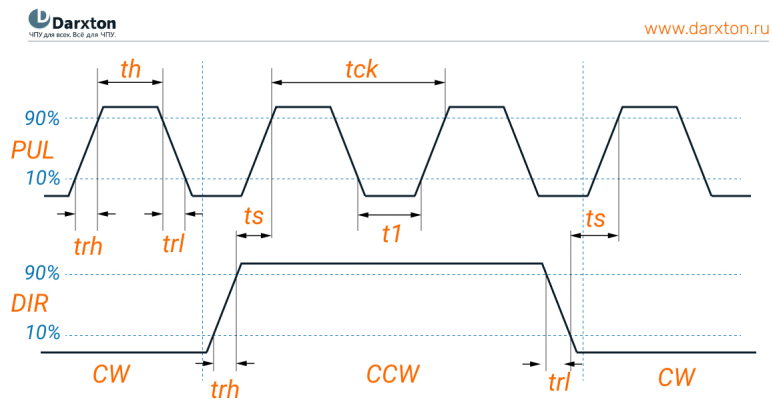 Darxton
ЧПУ для всех. Всё для ЧПУ.
www.darxton.ru
th
tck
90%
PUL
10%
trh
trl
ts
t1
ts
90%
DIR
10%
CW
CCW
CW
trh
trl